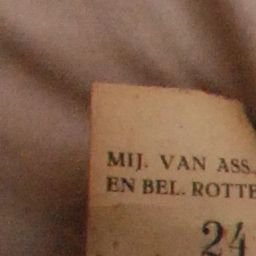 MIJ. VAN ASS.
EN BEL. ROTTE
24